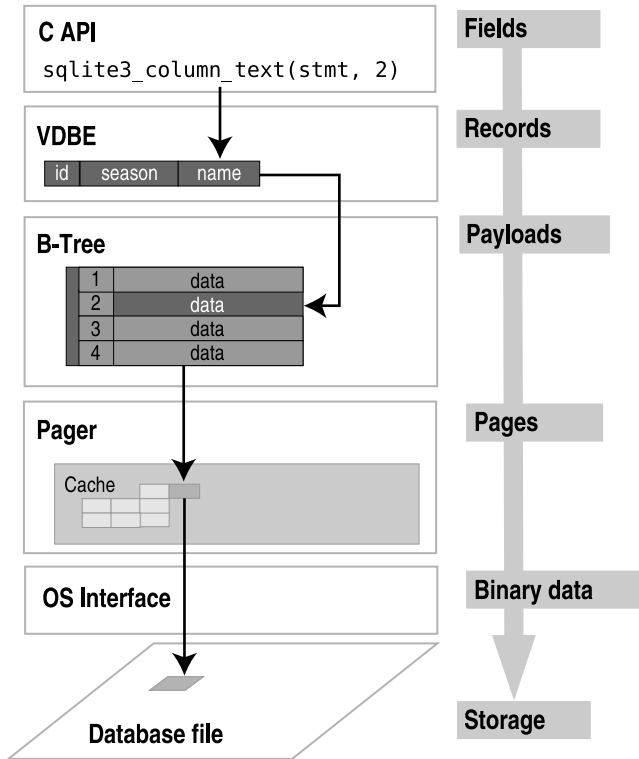 C API
sqlite3_column_text(stmt, 2)
Fields
VDBE
id season name
Records
B-Tree
1 data
2 data
3 data
4 data
Payloads
Pager
Cache
Pages
OS Interface
Binary data
Database file
Storage